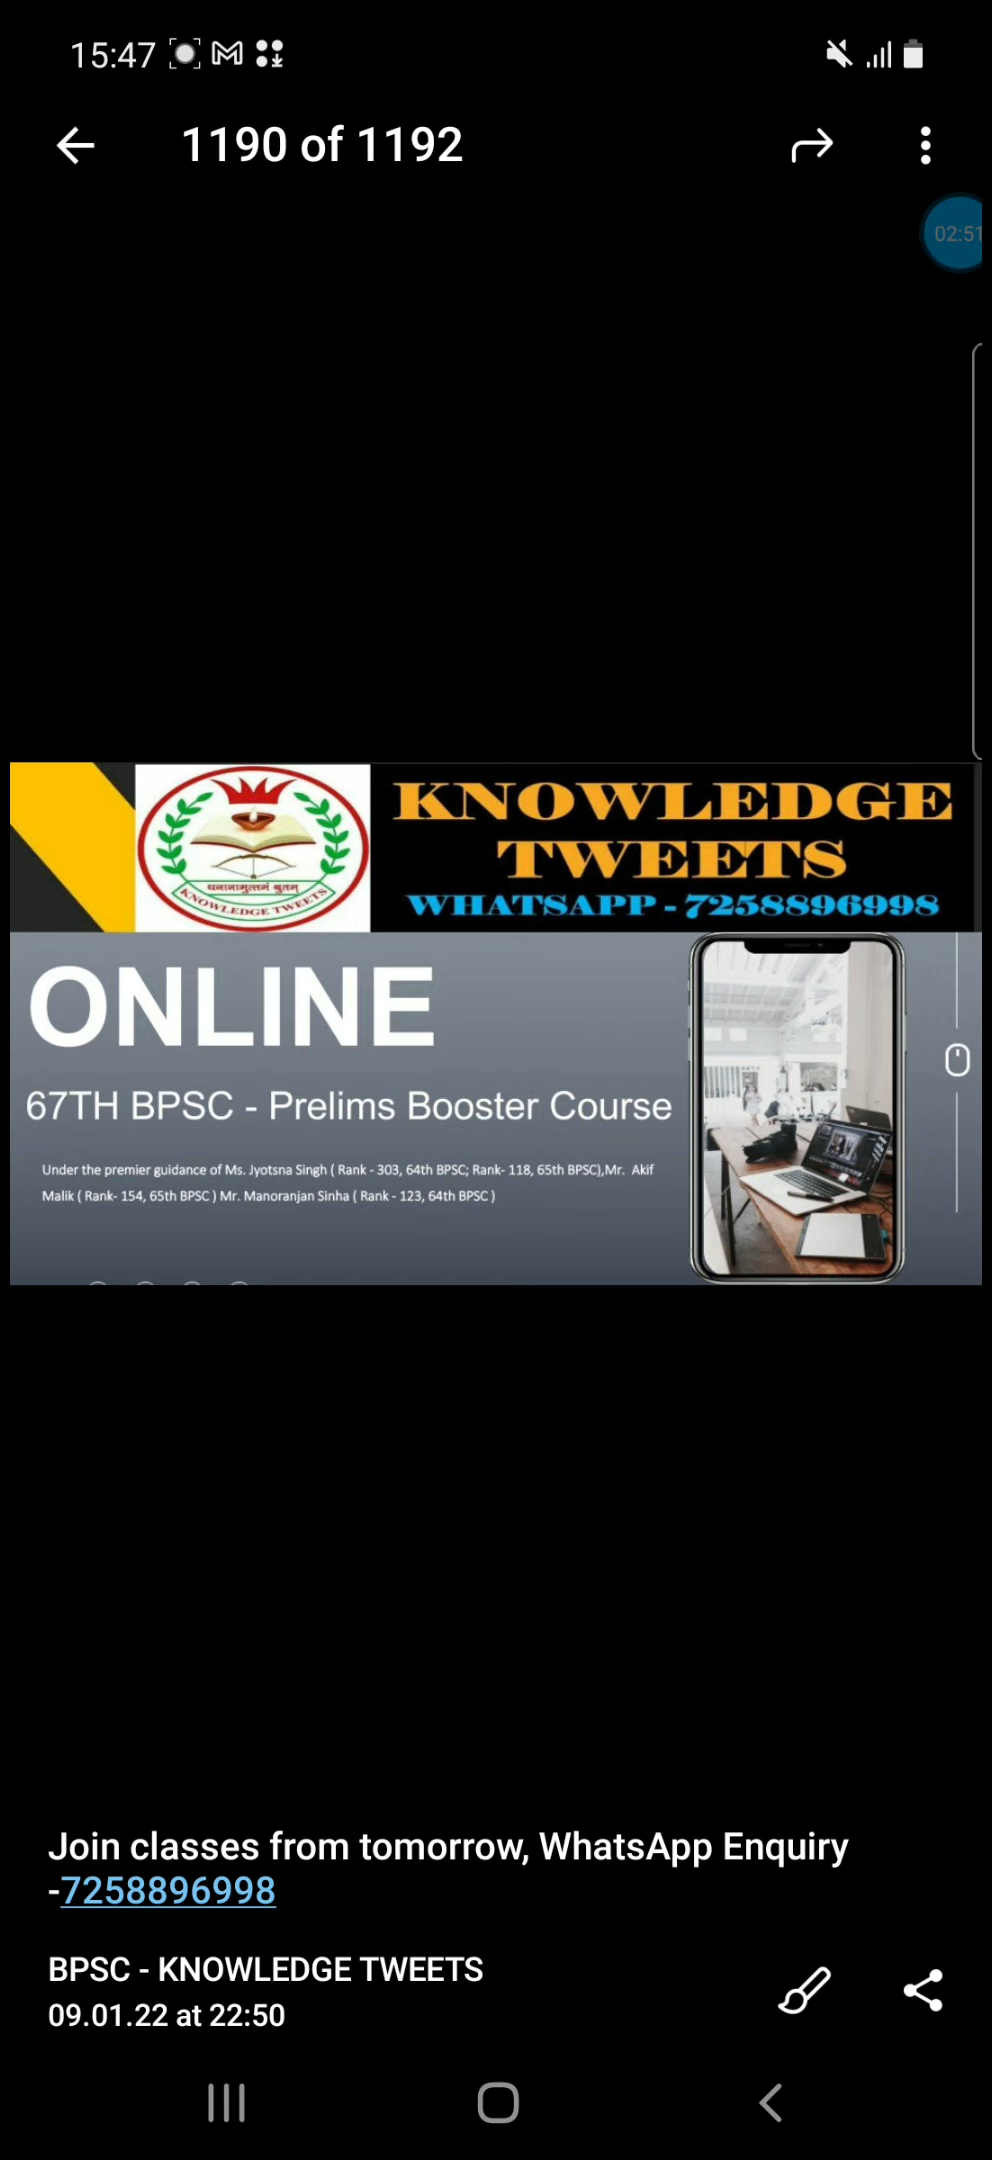 15:47
1190 of 1192
02:51
धनानामुत्तमं श्रुतम्
KNOWLEDGE TWEETS
KNOWLEDGE
TWEETS
WHATSAPP - 7258896998
ONLINE
67TH BPSC - Prelims Booster Course
Under the premier guidance of Ms. Jyotsna Singh ( Rank - 303, 64th BPSC; Rank- 118, 65th BPSC),Mr. Akif
Malik ( Rank- 154, 65th BPSC ) Mr. Manoranjan Sinha ( Rank - 123, 64th BPSC )
Join classes from tomorrow, WhatsApp Enquiry
-7258896998
BPSC - KNOWLEDGE TWEETS
09.01.22 at 22:50